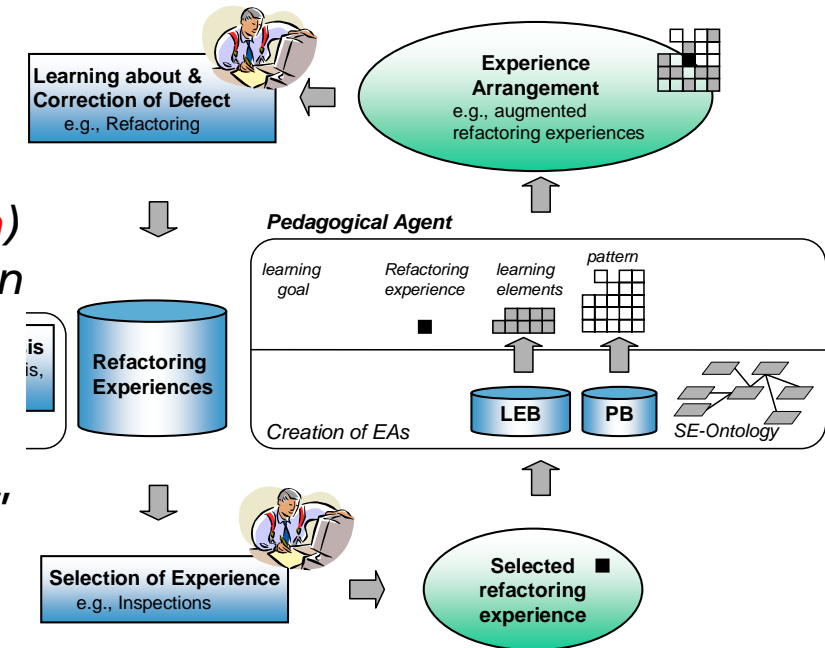 Learning about &
Correction of Defect
e.g., Refactoring
Experience
Arrangement
e.g., augmented
refactoring experiences
)
n
Pedagogical Agent
learning
goal
Refactoring
experience
learning
elements
pattern
sis
is,
Refactoring
Experiences
LEB
PB
Creation of EAs
SE-Ontology
"
Selection of Experience
e.g., Inspections
Selected
refactoring
experience